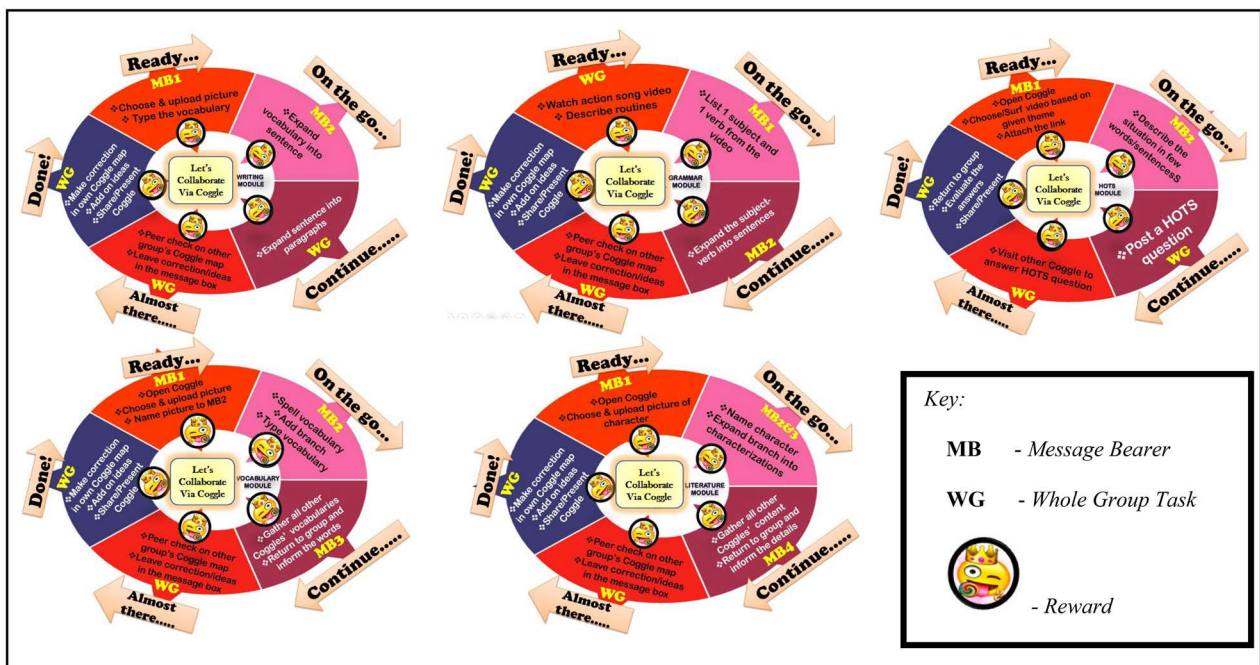 Ready...
MB1
❖Choose & upload picture
❖Type the vocabulary
On the go...
MB2
❖Expand
vocabulary into
sentence
Continue.....
❖Expand sentence into
paragraphs
WG
Almost
there.....
❖Peer check on other
group's Coggle map
❖Leave correction/ideas
in the message box
WG
Done!
WG
❖Make correction
in own Coggle map
❖Add on ideas
❖Share/Present
Coggle
Let's
Collaborate
Via Coggle
WRITING MODULE
Ready...
WG
❖Watch action song video
❖Describe routines
On the go...
MB1
❖List 1 subject and
1 verb from the
video
Continue.....
❖Expand the subject-
verb into sentences
MB2
Almost
there.....
❖Peer check on other
group's Coggle map
❖Leave correction/ideas
in the message box
WG
Done!
WG
❖Make correction
in own Coggle map
❖Add on ideas
❖Share/Present
Coggle
Let's
Collaborate
Via Coggle
GRAMMAR
MODULE
Ready...
MB1
❖Open Coggle
❖Choose/Surf video based on
given theme
❖Attach the link
On the go...
MB2
❖Describe the
situation in few
words/sentencesS
Continue.....
❖Post a HOTS
question
WG
Almost
there.....
❖Visit other Coggle to
answer HOTS question
WG
Done!
WG
❖Return to group
❖Evaluate the
answers
❖Share/Present
Let's
Collaborate
Via Coggle
HOTS
MODULE
Ready...
MB1
❖Open Coggle
❖Choose & upload picture
❖Name picture to MB2
On the go...
MB2
❖Spell vocabulary
❖Add branch
❖Type vocabulary
Continue.....
❖Gather all other
Coggles' vocabularies
❖Return to group and
inform the words
MB3
Almost
there.....
❖Peer check on other
group's Coggle map
❖Leave correction/ideas
in the message box
WG
Done!
WG
❖Make correction
in own Coggle map
❖Add on ideas
❖Share/Present
Coggle
Let's
Collaborate
Via Coggle
VOCABULARY
MODULE
Ready...
MB1
❖Open Coggle
❖Choose & upload picture of
character
On the go...
MB2&3
❖Name character
❖Expand branch into
characterizations
Continue.....
❖Gather all other
Coggles' content
❖Return to group and
inform the details
MB4
Almost
there.....
❖Peer check on other
group's Coggle map
❖Leave correction/ideas
in the message box
WG
Done!
WG
❖Make correction
in own Coggle map
❖Add on ideas
❖Share/Present
Coggle
Let's
Collaborate
Via Coggle
LITERATURE
MODULE
Key:
MB - Message Bearer
WG - Whole Group Task
- Reward